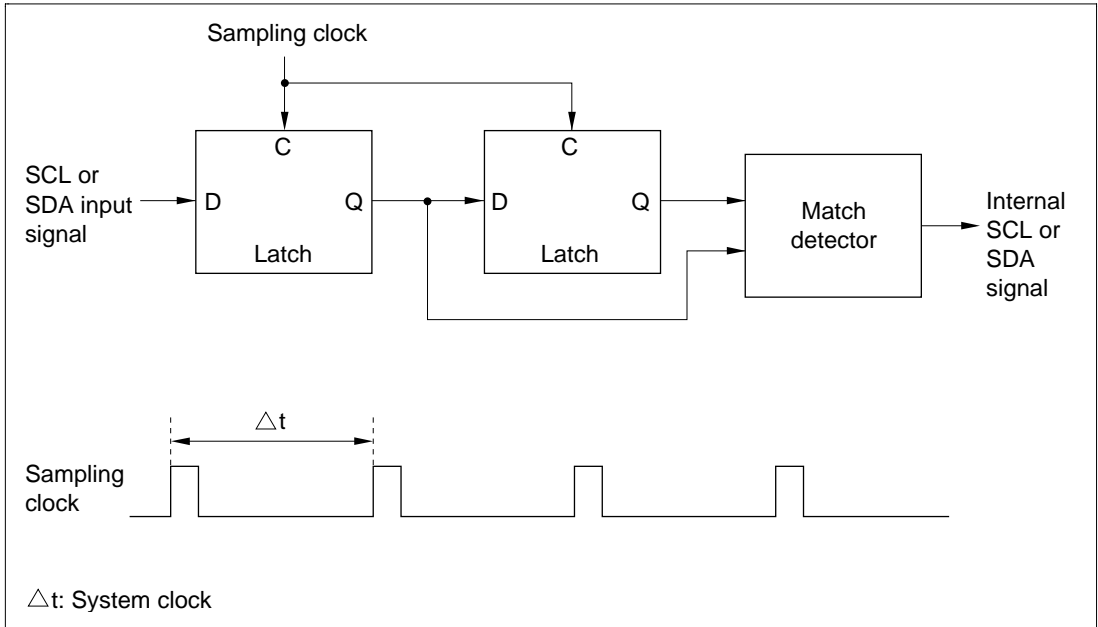 Sampling clock
C
C
SCL or
SDA input
signal
D
Q
Latch
D
Q
Latch
Match
detector
Internal
SCL or
SDA
signal
△t
Sampling
clock
△t: System clock